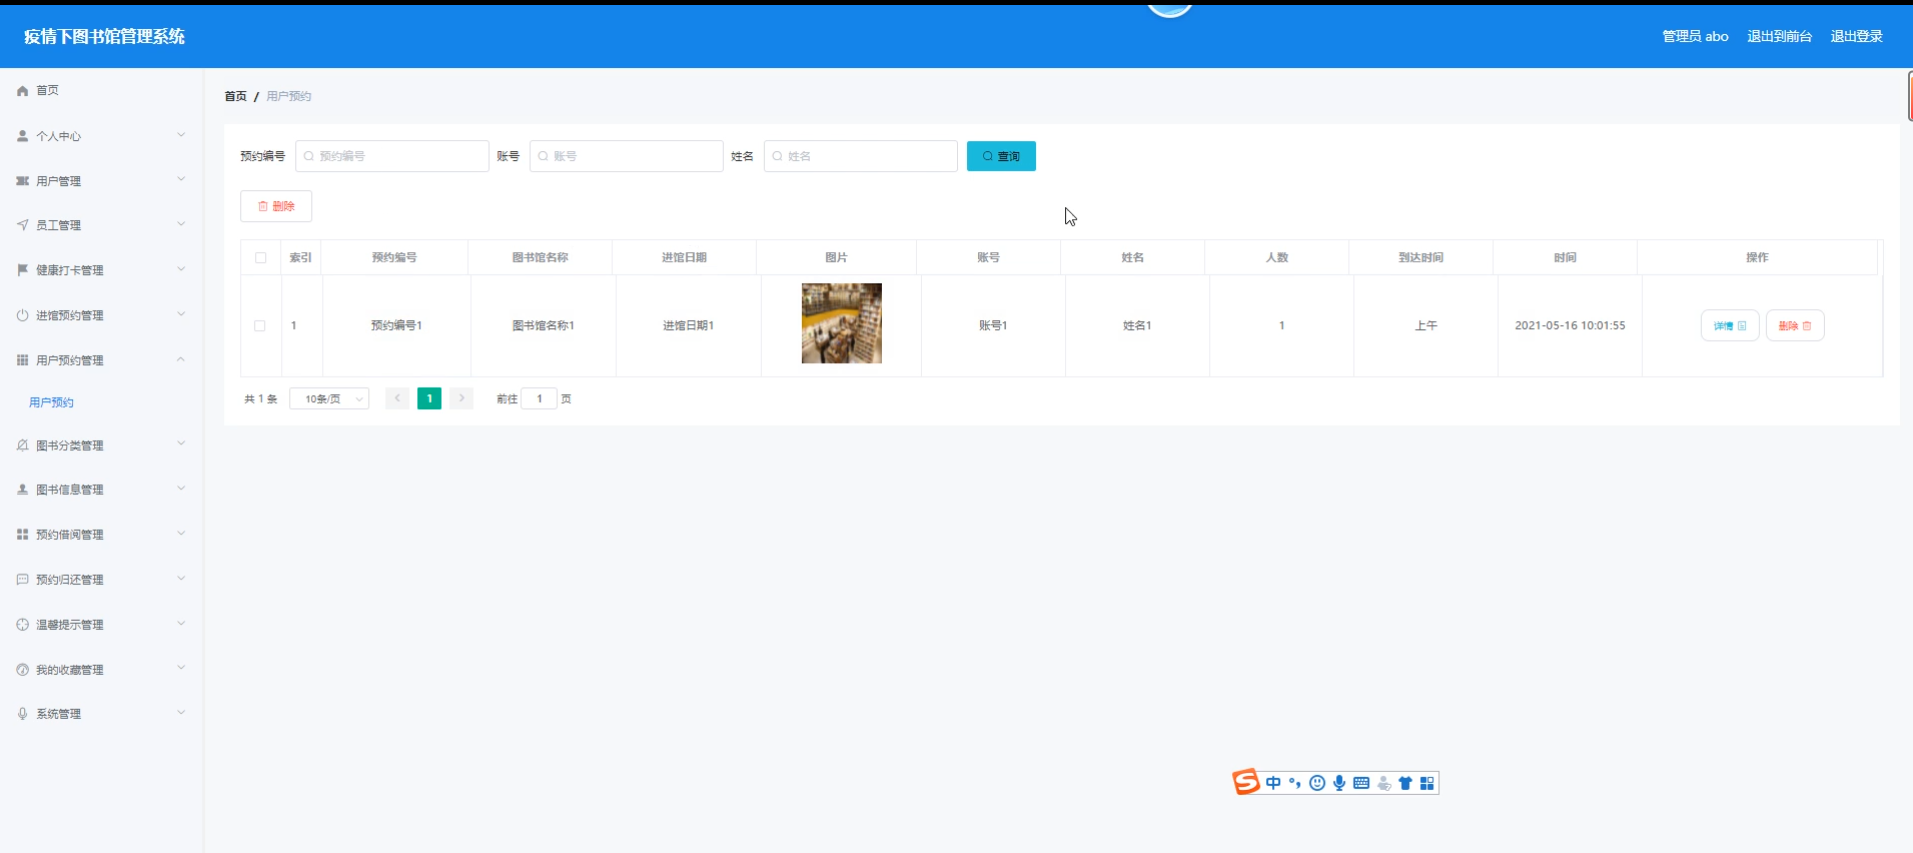 疫情下图书馆管理系统
管理员 abo 退出到前台 退出登录
首页
个人中心
用户管理
员工管理
健康打卡管理
进馆预约管理
用户预约管理
用户预约
图书分类管理
图书信息管理
预约借阅管理
预约归还管理
温馨提示管理
我的收藏管理
系统管理
首页 / 用户预约
预约编号 预约编号 账号 账号 姓名 姓名 查询
删除
索引 预约编号 图书馆名称 进馆日期 图片 账号 姓名 人数 到达时间 时间 操作
1 预约编号1 图书馆名称1 进馆日期1 账号1 姓名1 1 上午 2021-05-16 10:01:55 详情 删除
共 1 条 10条/页 1 前往 1 页
中